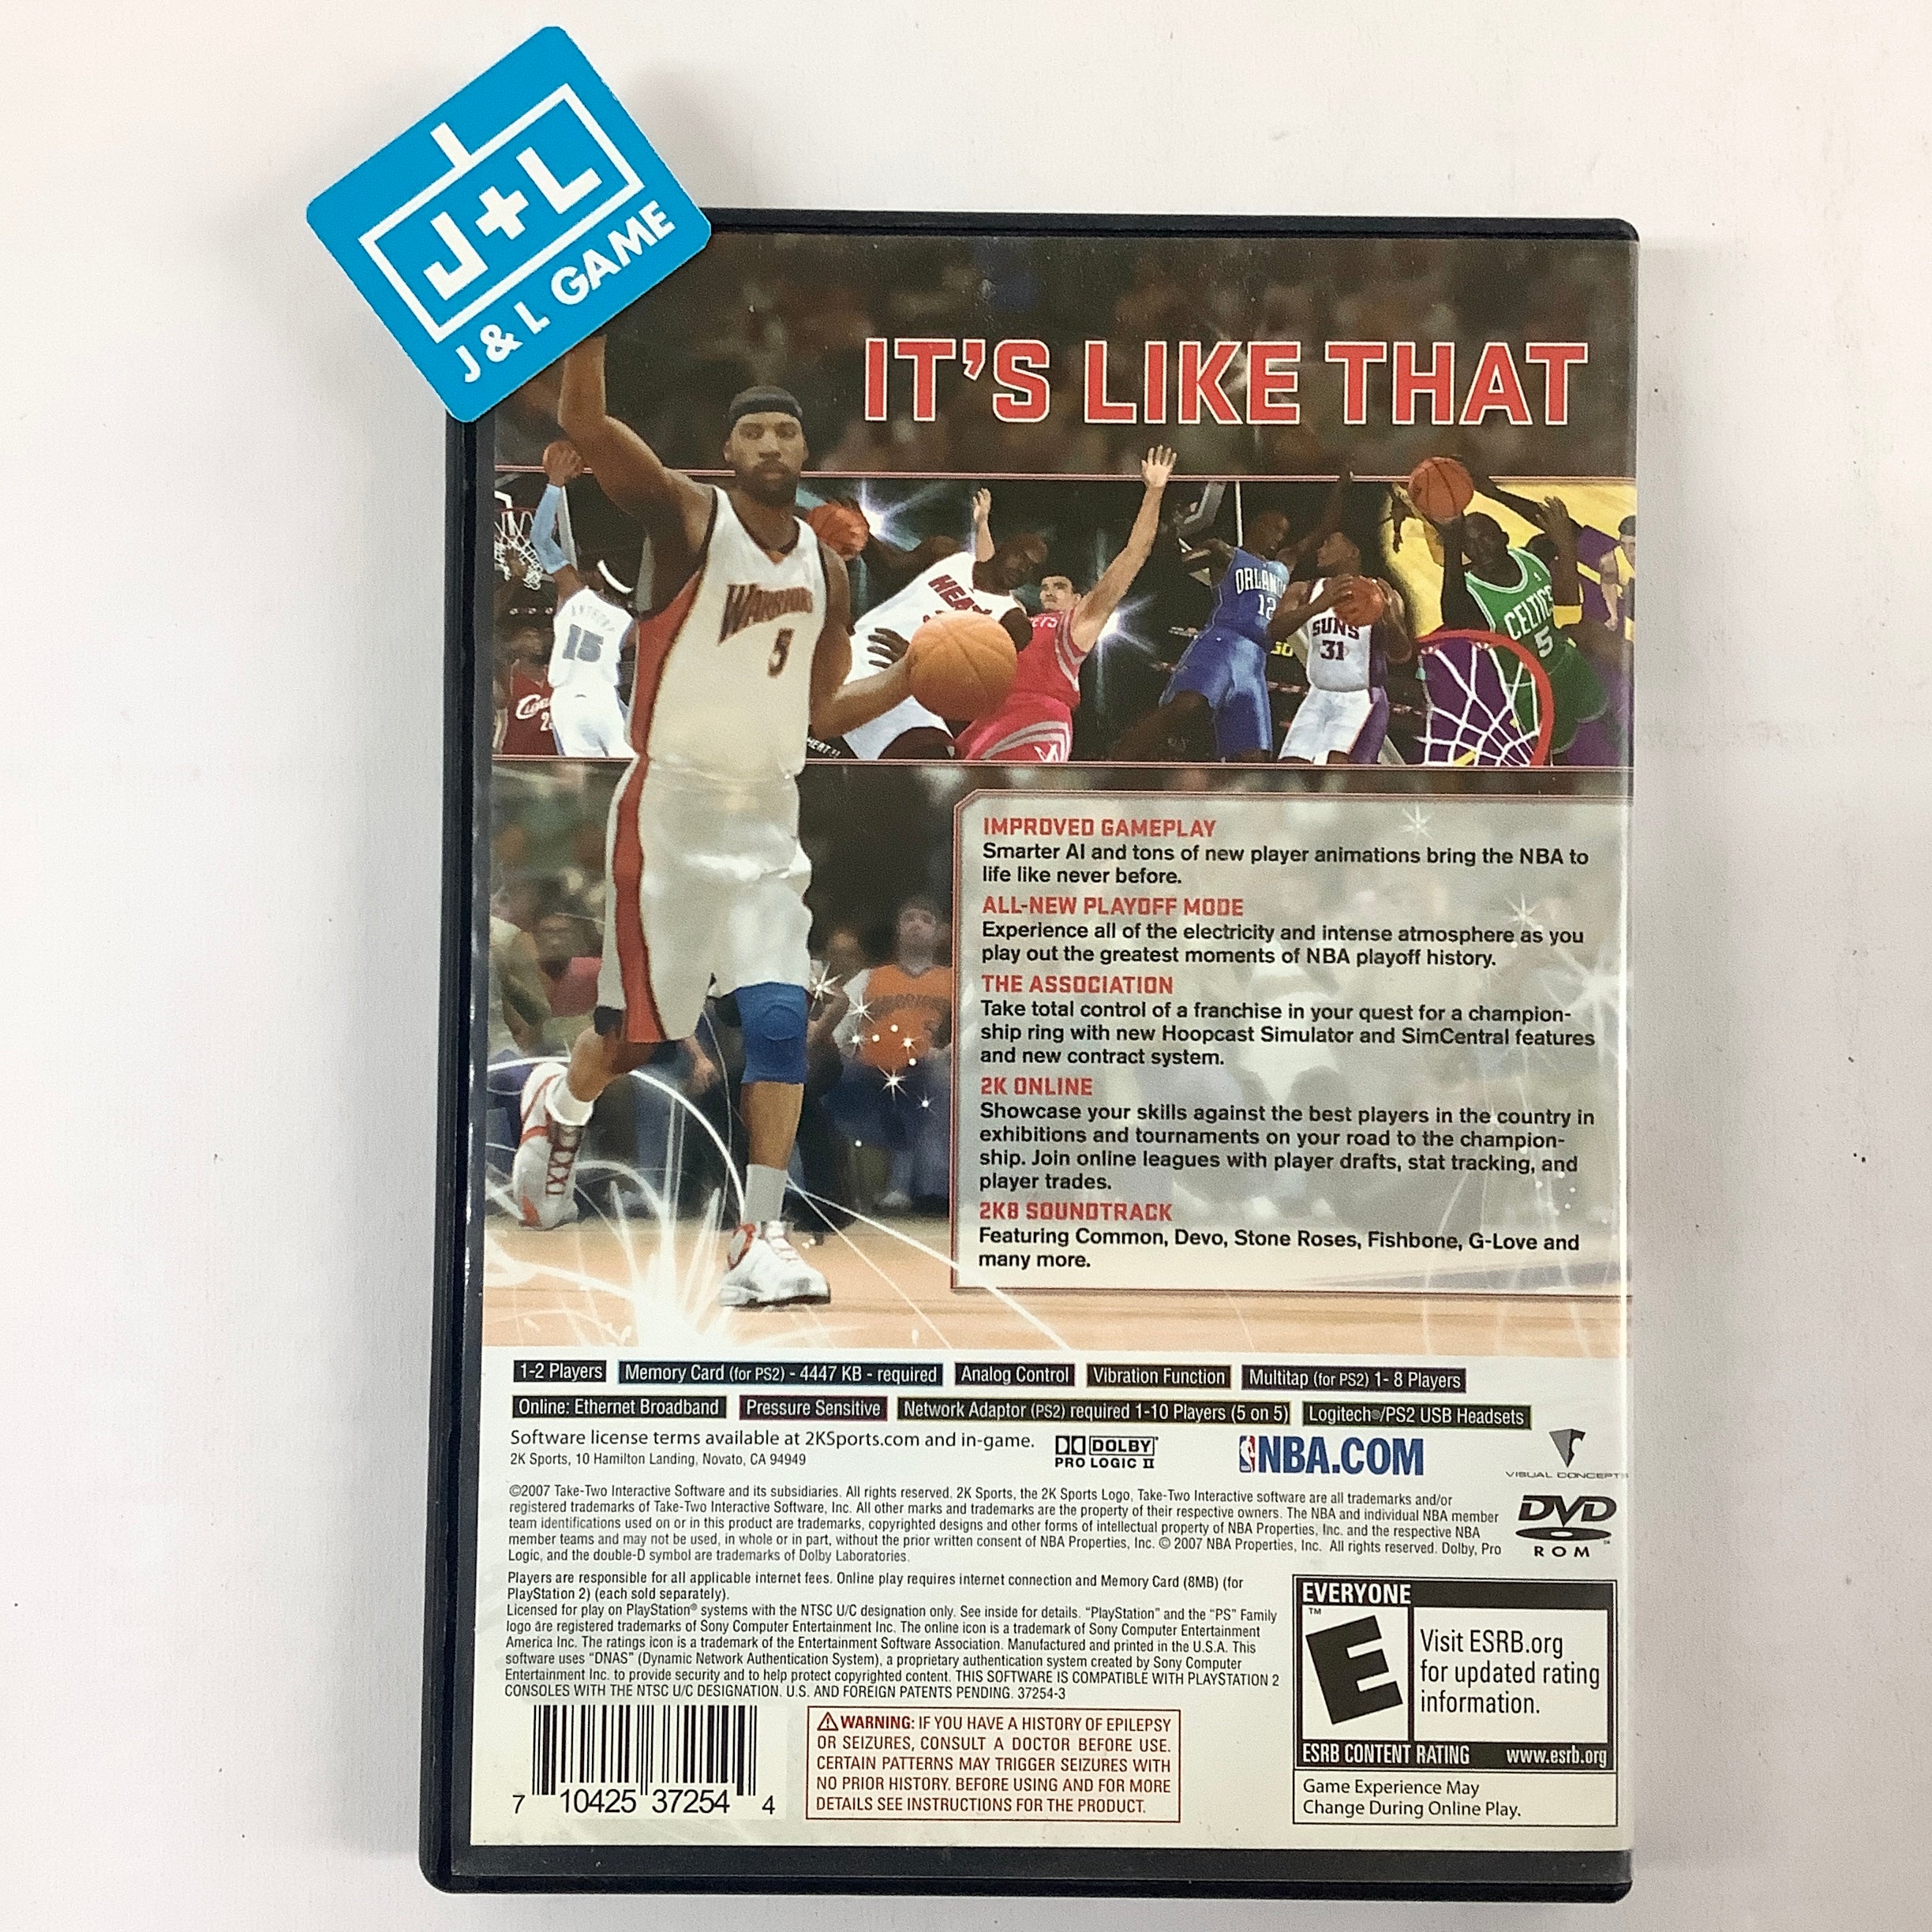 J+L
J & L GAME
IT'S LIKE THAT
ANTHONY
15
WARRIORS
5
HEAT
ORLAN
12
SUNS
31
CELTICS
5
IMPROVED GAMEPLAY
Smarter AI and tons of new player animations bring the NBA to
life like never before.
ALL-NEW PLAYOFF MODE
Experience all of the electricity and intense atmosphere as you
play out the greatest moments of NBA playoff history.
THE ASSOCIATION
Take total control of a franchise in your quest for a champion-
ship ring with new Hoopcast Simulator and SimCentral features
and new contract system.
2K ONLINE
Showcase your skills against the best players in the country in
exhibitions and tournaments on your road to the champion-
ship. Join online leagues with player drafts, stat tracking, and
player trades.
2K8 SOUNDTRACK
Featuring Common, Devo, Stone Roses, Fishbone, G-Love and
many more.
1-2 Players Memory Card (for PS2) - 4447 KB - required Analog Control Vibration Function Multitap (for PS2) 1- 8 Players
Online: Ethernet Broadband Pressure Sensitive Network Adaptor (PS2) required 1-10 Players (5 on 5) Logitech®/PS2 USB Headsets
Software license terms available at 2KSports.com and in-game.
2K Sports, 10 Hamilton Landing, Novato, CA 94949
DOLBY
PRO LOGIC II
NBA.COM
VISUAL CONCEPTS
©2007 Take-Two Interactive Software and its subsidiaries. All rights reserved. 2K Sports, the 2K Sports Logo, Take-Two Interactive software are all trademarks and/or
registered trademarks of Take-Two Interactive Software, Inc. All other marks and trademarks are the property of their respective owners. The NBA and individual NBA member
team identifications used on or in this product are trademarks, copyrighted designs and other forms of intellectual property of NBA Properties, Inc. and the respective NBA
member teams and may not be used, in whole or in part, without the prior written consent of NBA Properties, Inc. © 2007 NBA Properties, Inc. All rights reserved. Dolby, Pro
Logic, and the double-D symbol are trademarks of Dolby Laboratories.
DVD
ROM
Players are responsible for all applicable internet fees. Online play requires internet connection and Memory Card (8MB) (for
PlayStation 2) (each sold separately).
Licensed for play on PlayStation® systems with the NTSC U/C designation only. See inside for details. "PlayStation" and the "PS" Family
logo are registered trademarks of Sony Computer Entertainment Inc. The online icon is a trademark of Sony Computer Entertainment
America Inc. The ratings icon is a trademark of the Entertainment Software Association. Manufactured and printed in the U.S.A. This
software uses "DNAS" (Dynamic Network Authentication System), a proprietary authentication system created by Sony Computer
Entertainment Inc. to provide security and to help protect copyrighted content. THIS SOFTWARE IS COMPATIBLE WITH PLAYSTATION 2
CONSOLES WITH THE NTSC U/C DESIGNATION. U.S. AND FOREIGN PATENTS PENDING. 37254-3
7 10425 37254 4
WARNING: IF YOU HAVE A HISTORY OF EPILEPSY
OR SEIZURES, CONSULT A DOCTOR BEFORE USE.
CERTAIN PATTERNS MAY TRIGGER SEIZURES WITH
NO PRIOR HISTORY. BEFORE USING AND FOR MORE
DETAILS SEE INSTRUCTIONS FOR THE PRODUCT.
EVERYONE
E™
Visit ESRB.org
for updated rating
information.
ESRB CONTENT RATING www.esrb.org
Game Experience May
Change During Online Play.